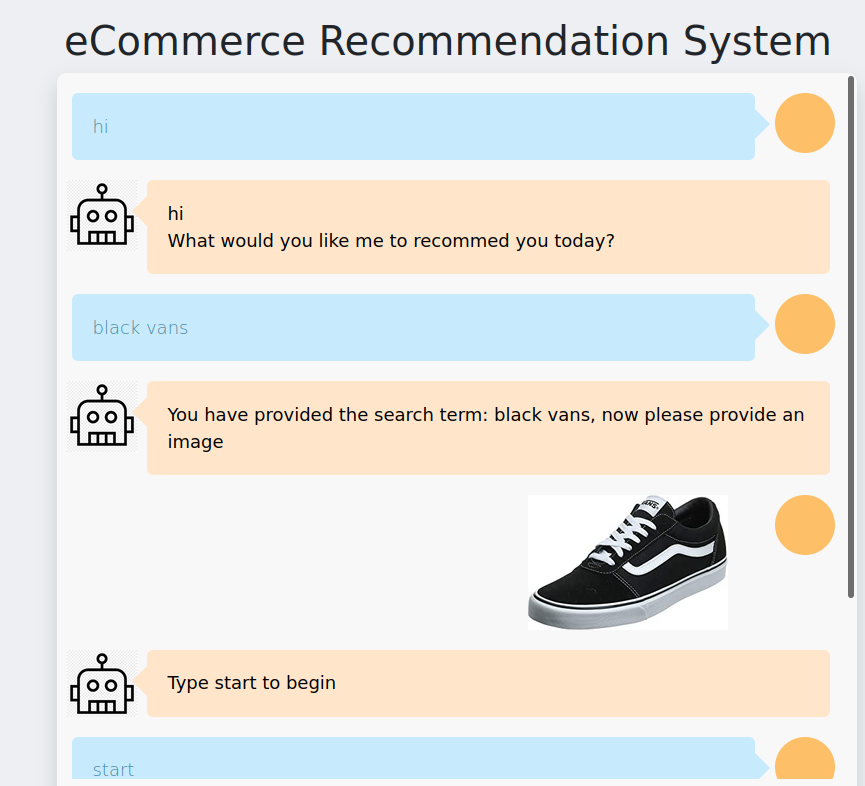 eCommerce Recommendation System
hi
hi
What would you like me to recommed you today?
black vans
You have provided the search term: black vans, now please provide an
image
VANS
Type start to begin
start